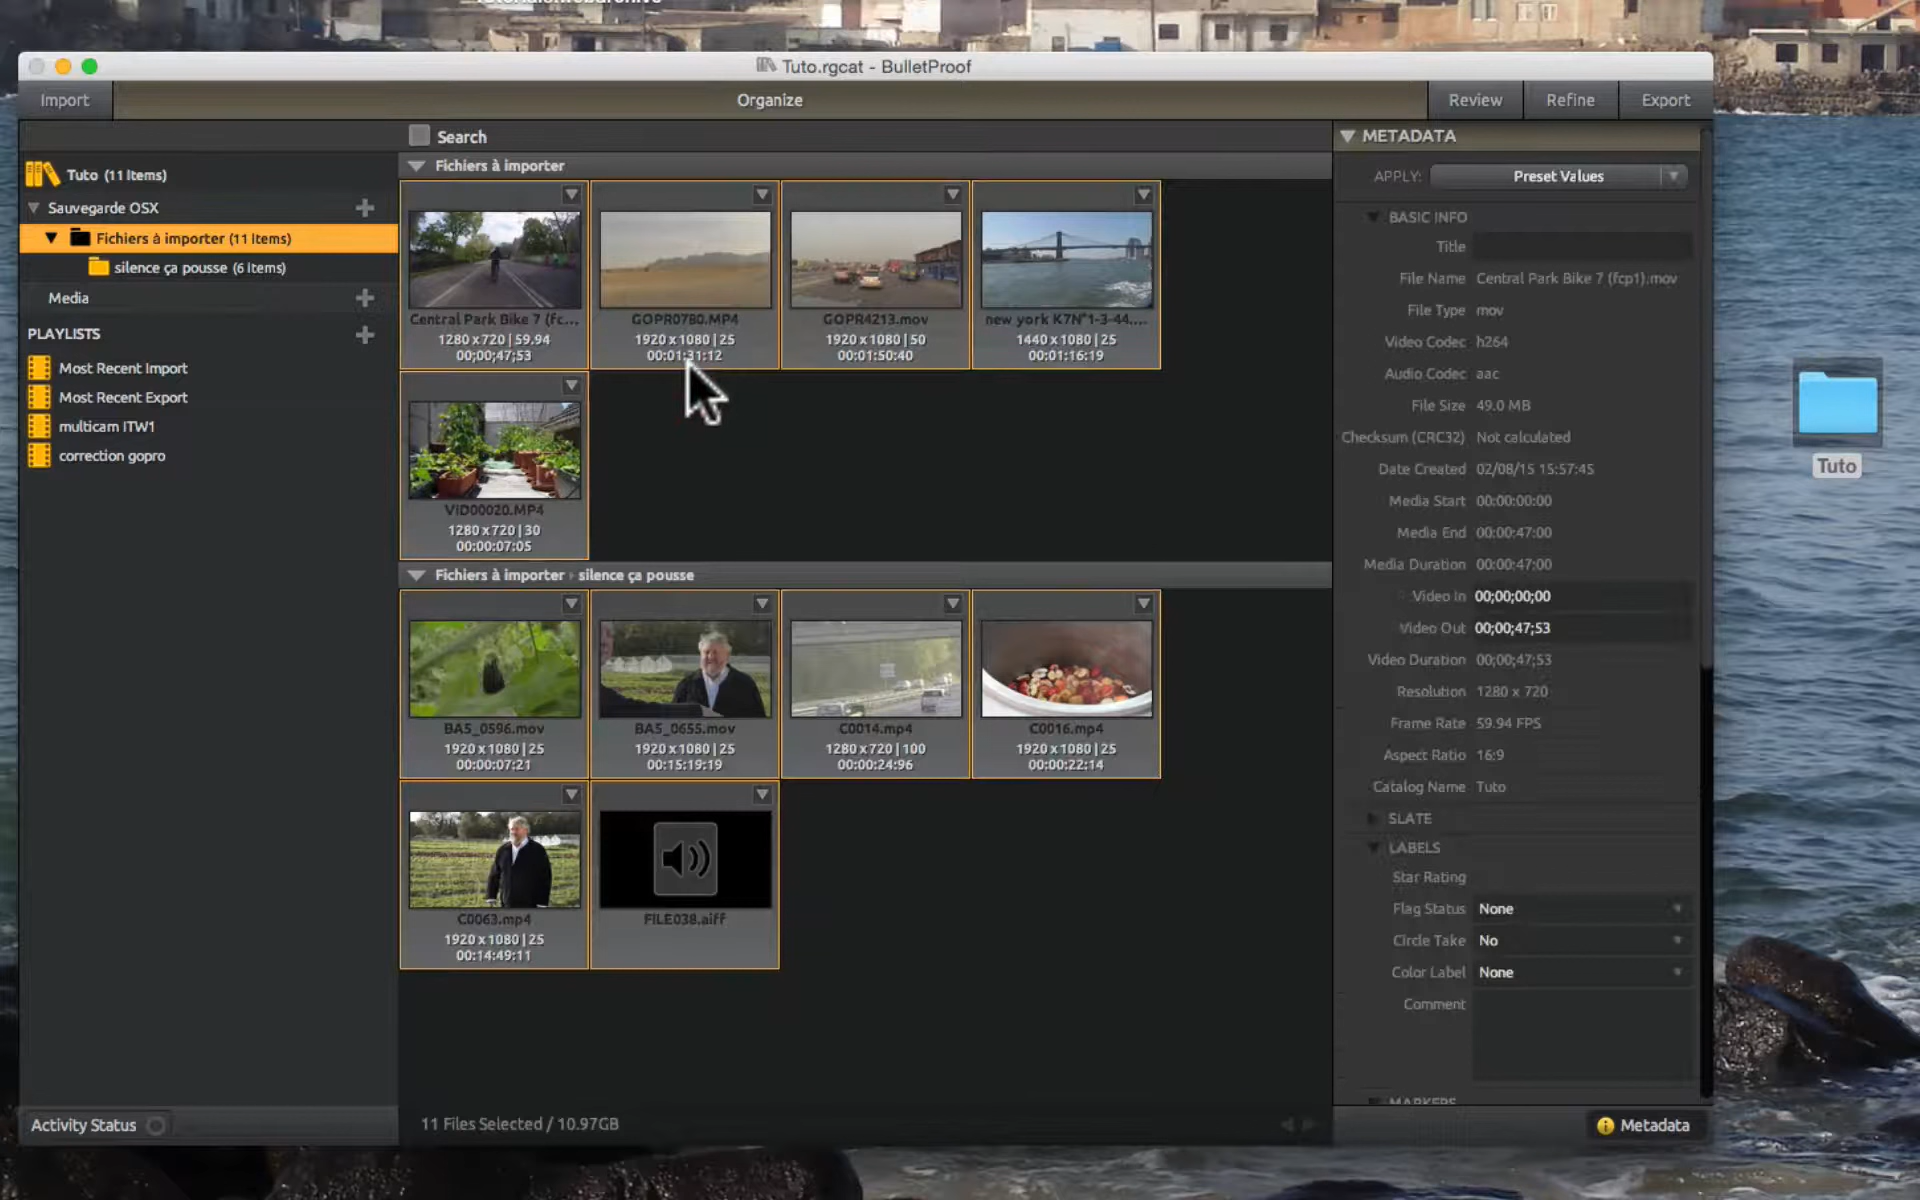 Tuto.rgcat - BulletProof
Import
Organize
Review
Refine
Export
Search
Tuto (11 Items)
Sauvegarde OSX
Fichiers à importer (11 Items)
silence ça pousse (6 Items)
Media
PLAYLISTS
Most Recent Import
Most Recent Export
multicam ITW1
correction gopro
Activity Status
Fichiers à importer
Central Park Bike 7 (fc...
1280 x 720 | 59.94
00;00;47;53
GOPR0780.MP4
1920 x 1080 | 25
00:01:31:12
GOPR4213.mov
1920 x 1080 | 50
00:01:50:40
new york K7N°1-3-44....
1440 x 1080 | 25
00:01:16:19
VID00020.MP4
1280 x 720 | 30
00:00:07:05
Fichiers à importer › silence ça pousse
BA5_0596.mov
1920 x 1080 | 25
00:00:07:21
BA5_0655.mov
1920 x 1080 | 25
00:15:19:19
C0014.mp4
1280 x 720 | 100
00:00:24:96
C0016.mp4
1920 x 1080 | 25
00:00:22:14
C0063.mp4
1920 x 1080 | 25
00:14:49:11
FILE038.aiff
11 Files Selected / 10.97GB
METADATA
APPLY: Preset Values
BASIC INFO
Title
File Name Central Park Bike 7 (fcp1).mov
File Type mov
Video Codec h264
Audio Codec aac
File Size 49.0 MB
Checksum (CRC32) Not calculated
Date Created 02/08/15 15:57:45
Media Start 00:00:00:00
Media End 00:00:47:00
Media Duration 00:00:47:00
Video In 00;00;00;00
Video Out 00;00;47;53
Video Duration 00;00;47;53
Resolution 1280 x 720
Frame Rate 59.94 FPS
Aspect Ratio 16:9
Catalog Name Tuto
SLATE
LABELS
Star Rating
Flag Status None
Circle Take No
Color Label None
Comment
MARKERS
Metadata
Tuto